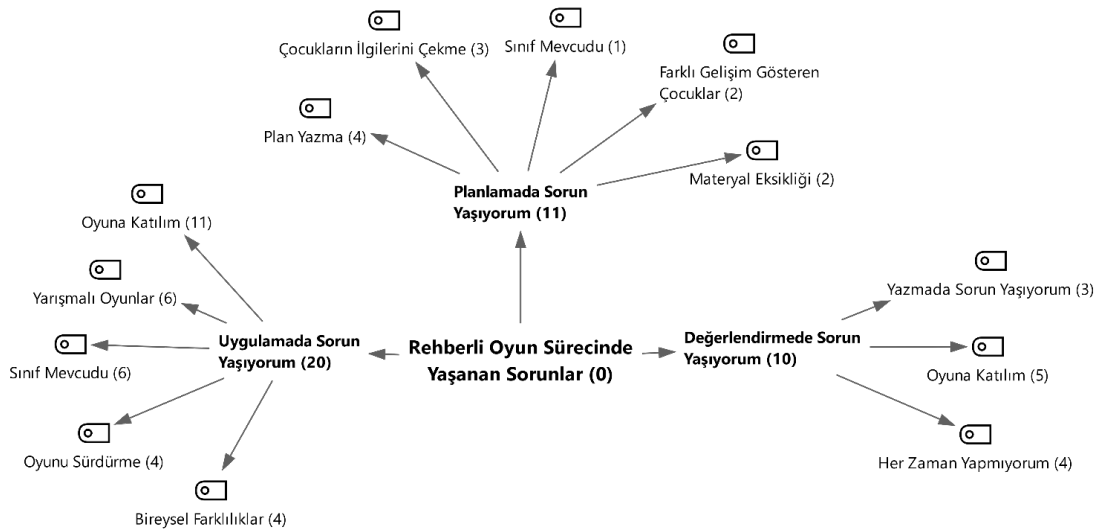 Çocukların İlgilerini Çekme (3)
Sınıf Mevcudu (1)
Farklı Gelişim Gösteren
Çocuklar (2)
Plan Yazma (4)
Materyal Eksikliği (2)
Planlamada Sorun
Yaşıyorum (11)
Oyuna Katılım (11)
Yarışmalı Oyunlar (6)
Sınıf Mevcudu (6)
Oyunu Sürdürme (4)
Bireysel Farklılıklar (4)
Uygulamada Sorun
Yaşıyorum (20)
Rehberli Oyun Sürecinde
Yaşanan Sorunlar (0)
Değerlendirmede Sorun
Yaşıyorum (10)
Yazmada Sorun Yaşıyorum (3)
Oyuna Katılım (5)
Her Zaman Yapmıyorum (4)